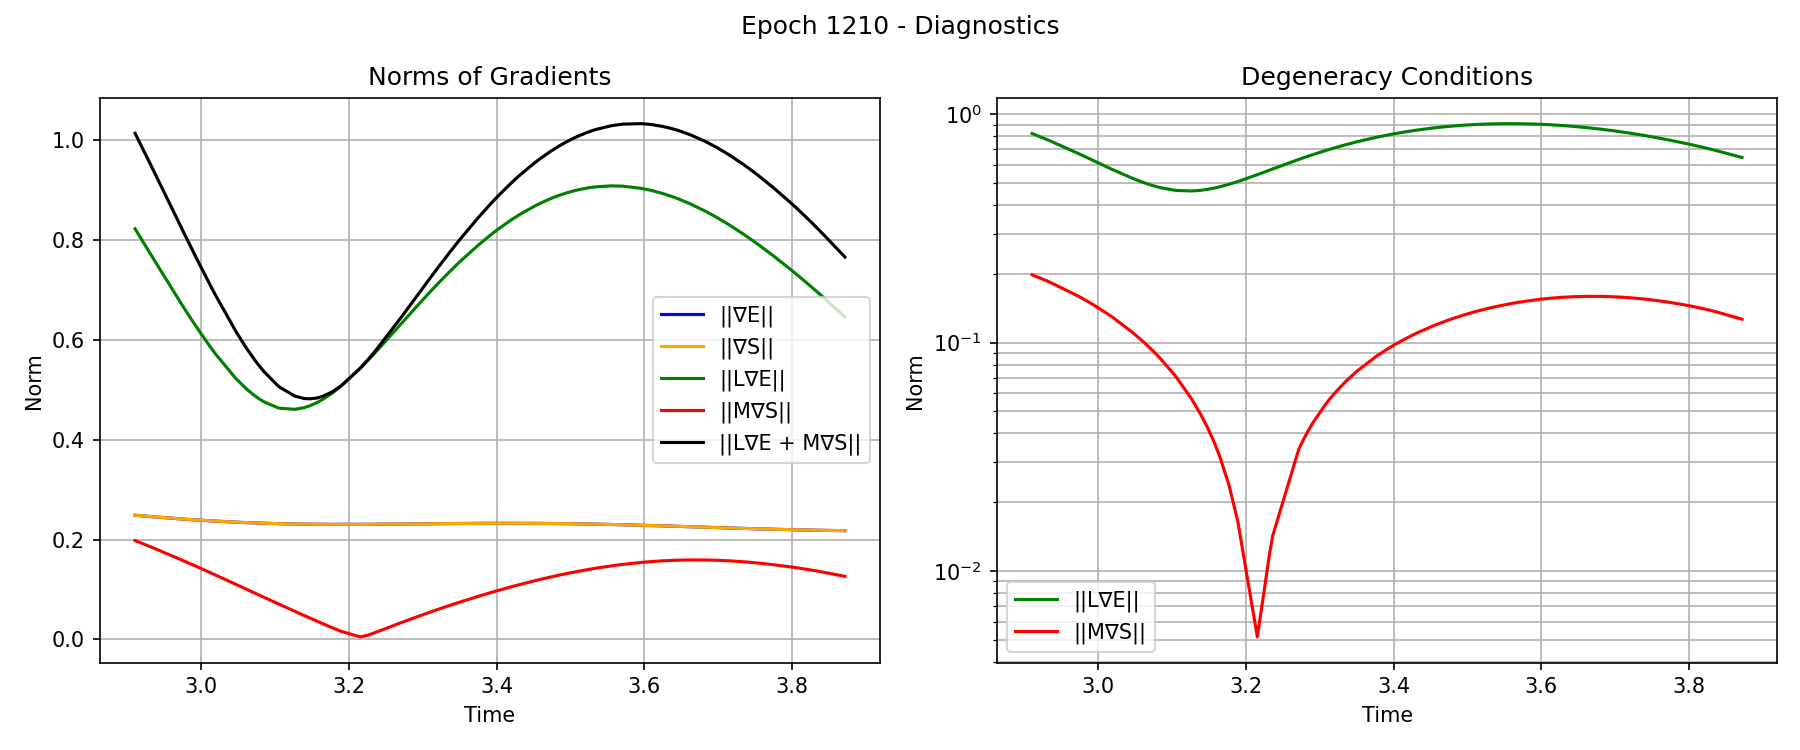 Epoch 1210 - Diagnostics
Norms of Gradients
1.0
0.8
0.6
0.4
0.2
0.0
Norm
3.0 3.2 3.4 3.6 3.8
Time
||∇E||
||∇S||
||L∇E||
||M∇S||
||L∇E + M∇S||
Degeneracy Conditions
10⁰
10⁻¹
10⁻²
Norm
3.0 3.2 3.4 3.6 3.8
Time
||L∇E||
||M∇S||